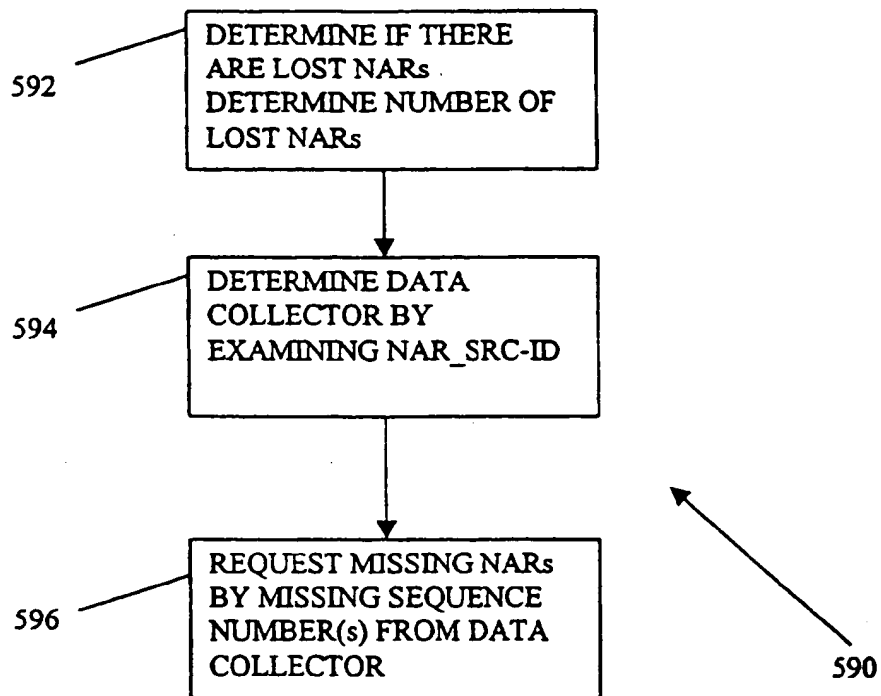 592
DETERMINE IF THERE
ARE LOST NARs
DETERMINE NUMBER OF
LOST NARs
594
DETERMINE DATA
COLLECTOR BY
EXAMINING NAR_SRC-ID
596
REQUEST MISSING NARs
BY MISSING SEQUENCE
NUMBER(s) FROM DATA
COLLECTOR
590